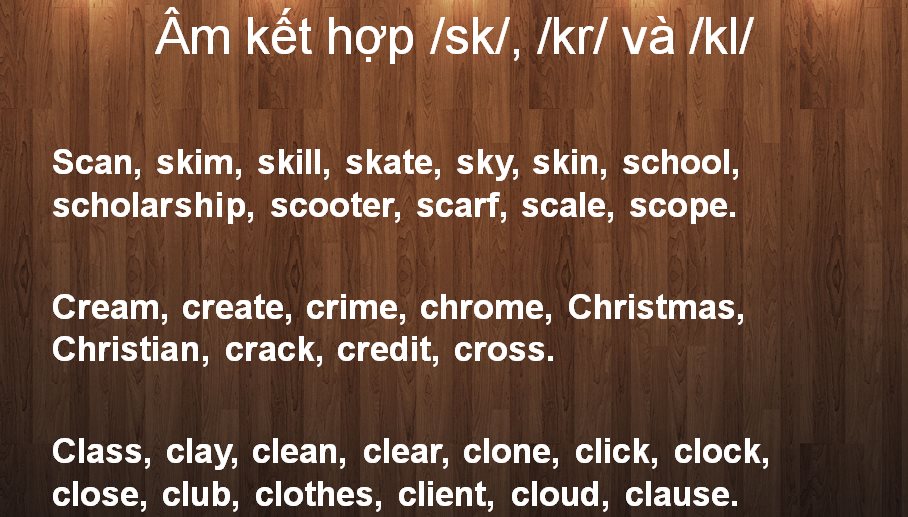 Âm kết hợp /sk/, /kr/ và /kl/
Scan, skim, skill, skate, sky, skin, school,
scholarship, scooter, scarf, scale, scope.
Cream, create, crime, chrome, Christmas,
Christian, crack, credit, cross.
Class, clay, clean, clear, clone, click, clock,
close, club, clothes, client, cloud, clause.